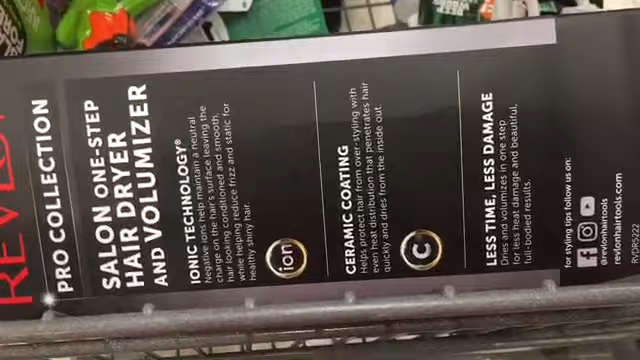 REVLON
PRO COLLECTION
SALON ONE-STEP
HAIR DRYER
AND VOLUMIZER
IONIC TECHNOLOGY®
Negative ions help maintain a neutral
charge on the hair's surface leaving the
hair looking conditioned and smooth,
while helping reduce frizz and static for
healthy shiny hair.
ion
CERAMIC COATING
Helps protect hair from over-styling with
even heat distribution that penetrates hair
quickly and dries from the inside out.
C
LESS TIME, LESS DAMAGE
Dries and volumizes in one step
for less heat damage and beautiful,
full-bodied results.
for styling tips follow us on:
@revlonhairtools
revlonhairtools.com
RVDR5222